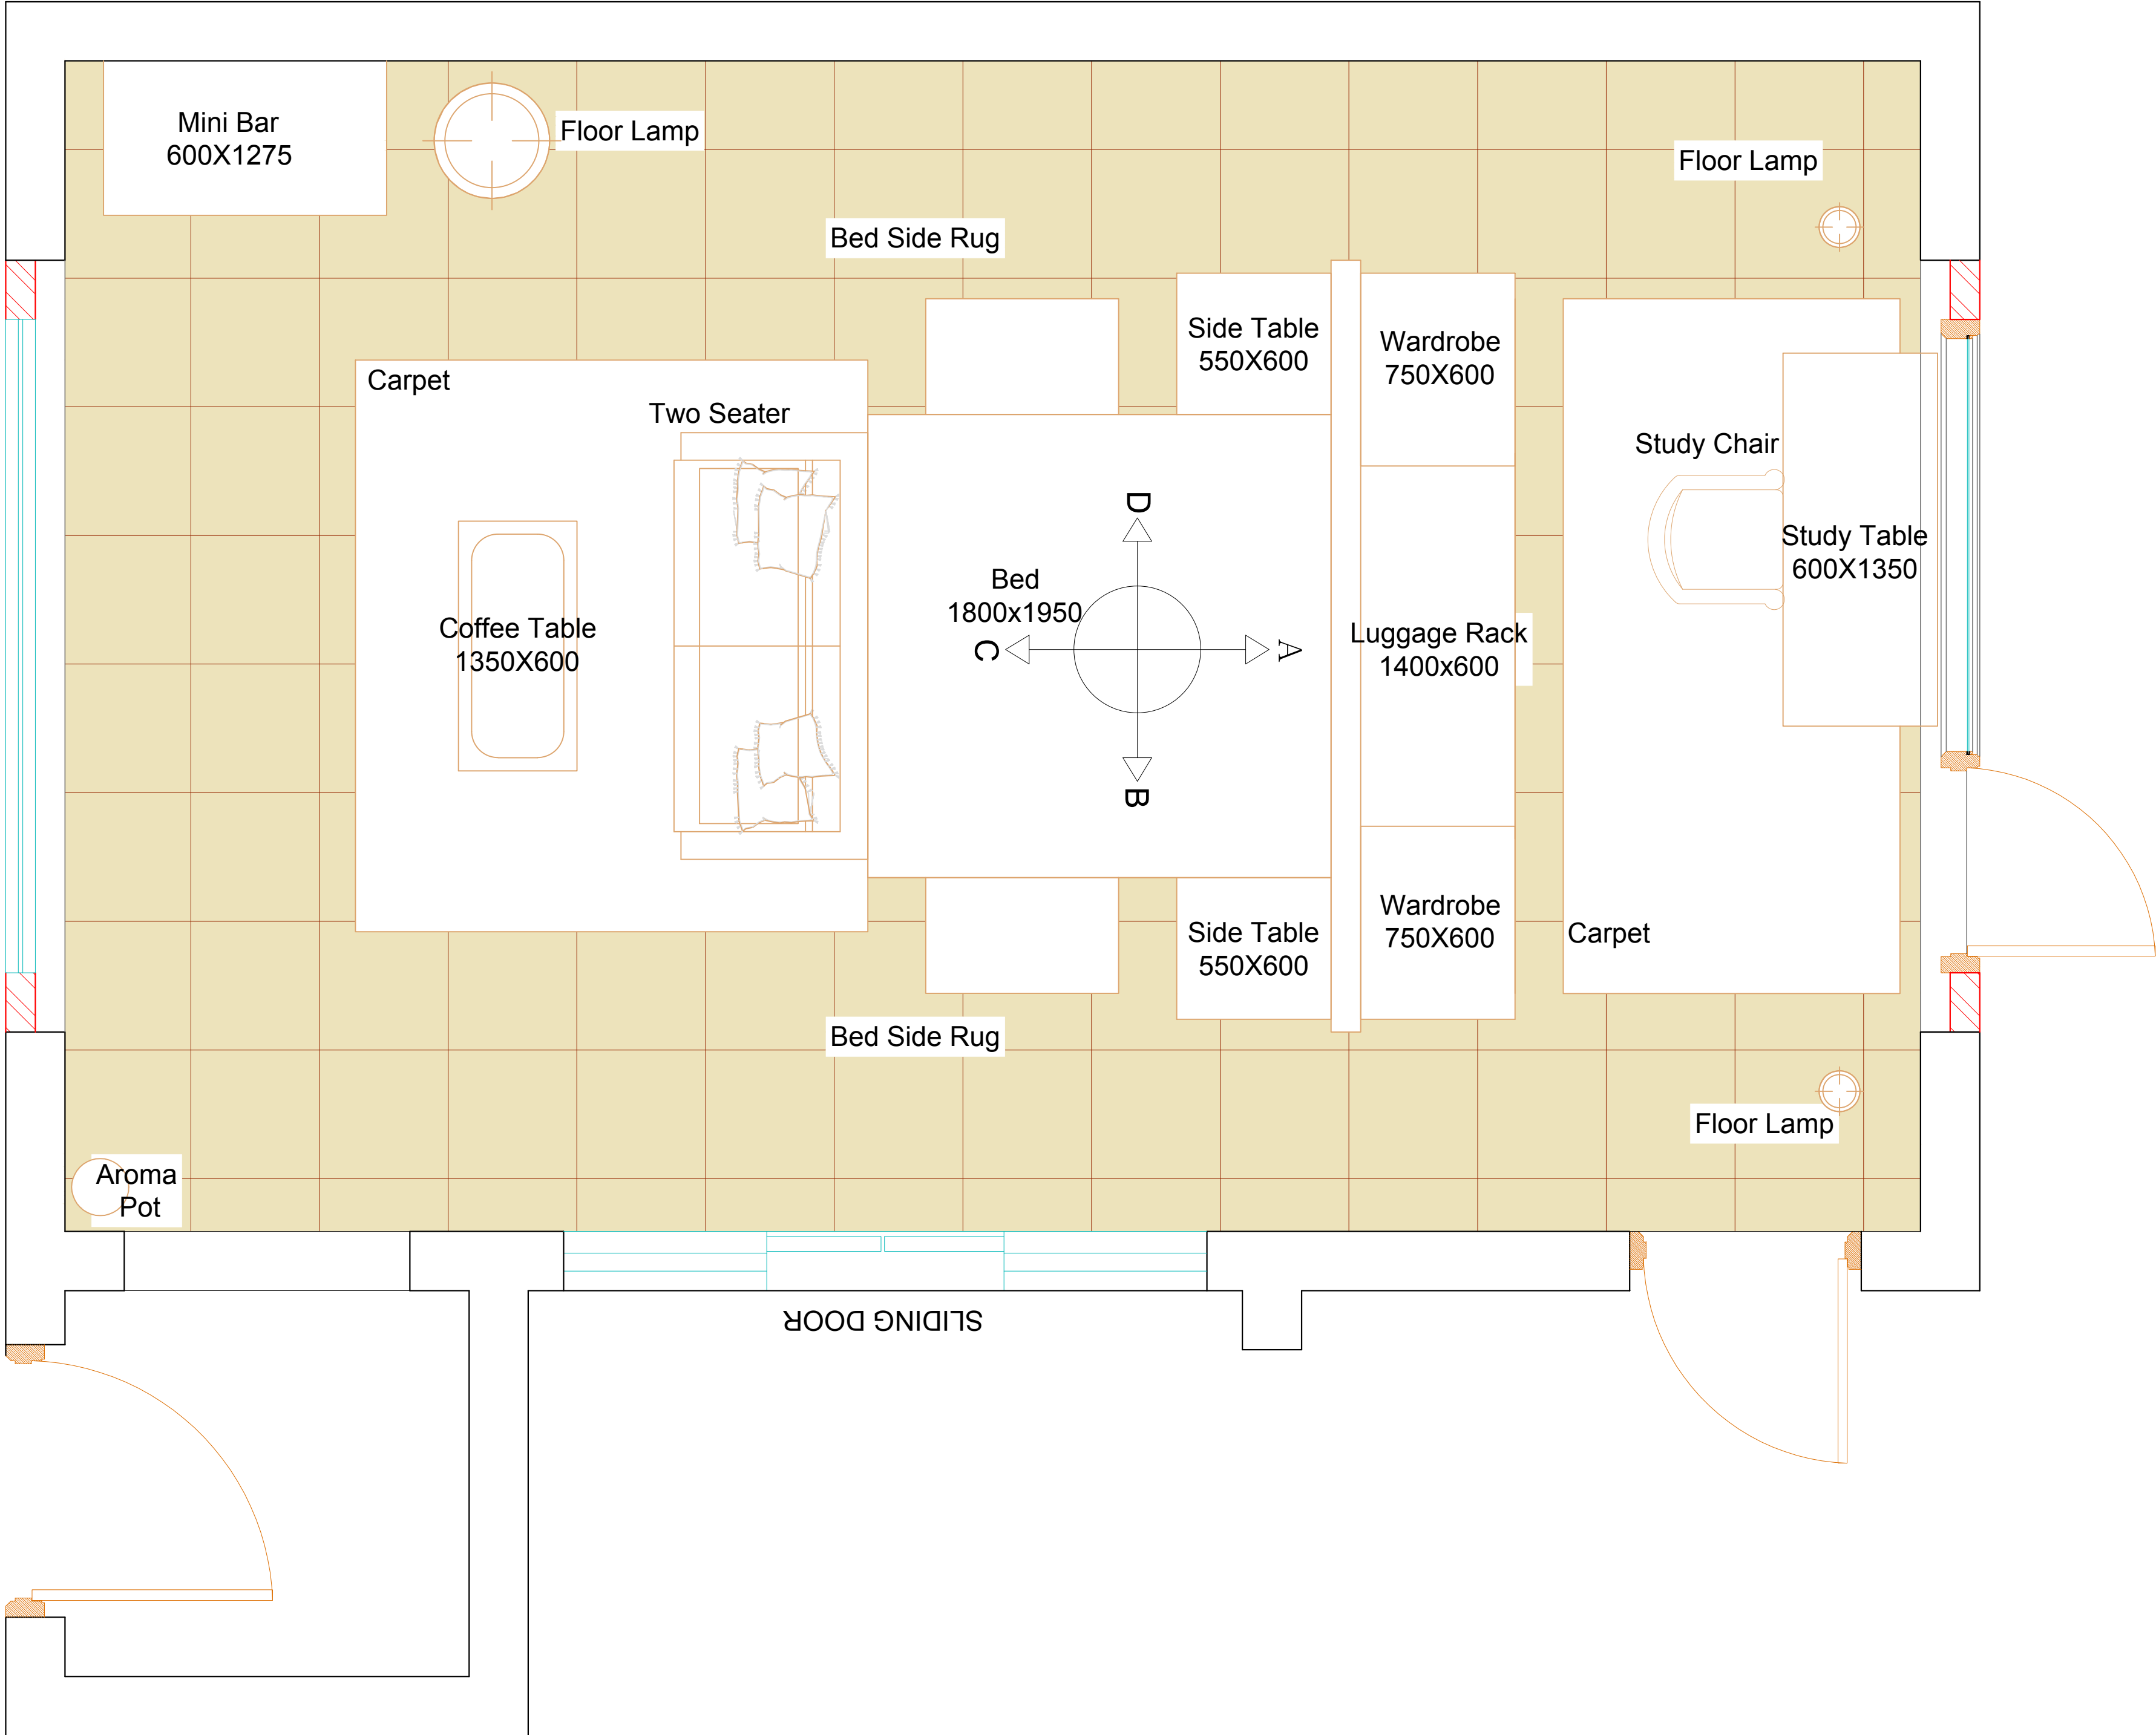 Mini Bar
600X1275
Floor Lamp
Floor Lamp
Bed Side Rug
Side Table
550X600
Wardrobe
750X600
Carpet
Two Seater
Study Chair
D
Study Table
600X1350
Bed
1800x1950
Coffee Table
1350X600
C
A
Luggage Rack
1400x600
B
Side Table
550X600
Wardrobe
750X600
Carpet
Bed Side Rug
Floor Lamp
Aroma
Pot
SLIDING DOOR